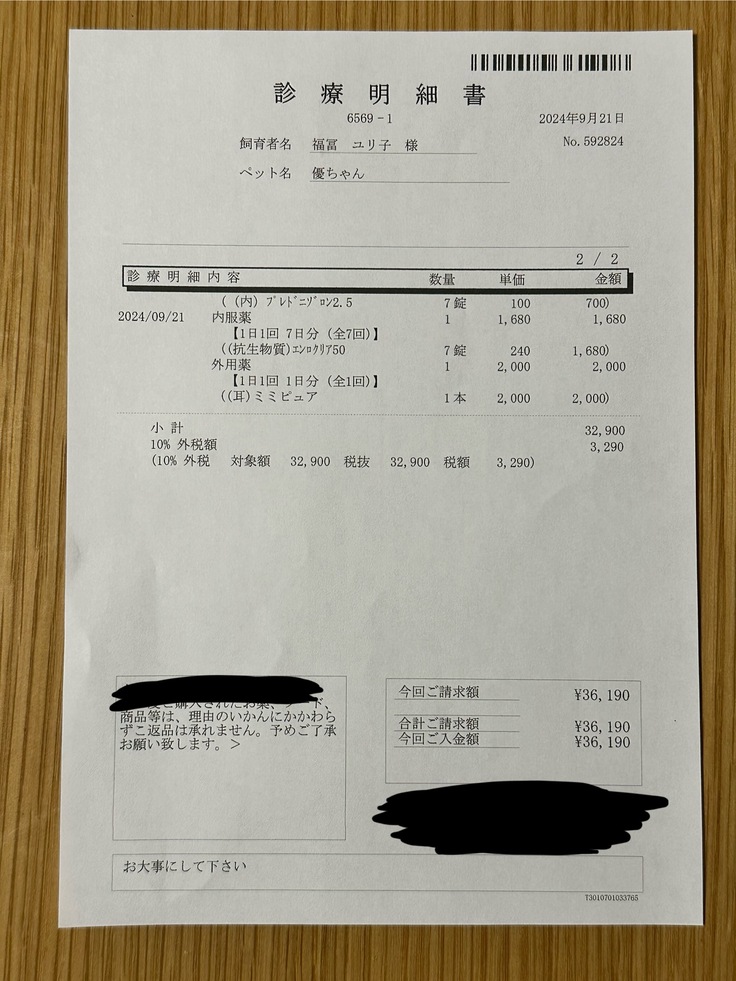 診 療 明 細 書
6569-1
2024年9月21日
飼育者名 福冨 ユリ子 様
No.592824
ペット名 優ちゃん
2 / 2
診 療 明 細 内 容 数量 単価 金額
( (内) ﾌﾟﾚﾄﾞﾆｿﾞﾛﾝ2.5 7錠 100 700)
2024/09/21 内服薬 1 1,680 1,680
【1日1回 7日分 (全7回)】
((抗生物質)ｴﾝﾛｸﾘｱ50 7錠 240 1,680)
外用薬 1 2,000 2,000
【1日1回 1日分 (全1回)】
((耳)ミミピュア 1本 2,000 2,000)
小 計 32,900
10% 外税額 3,290
(10% 外税 対象額 32,900 税抜 32,900 税額 3,290)
購入されたお薬、フード、
商品等は、理由のいかんにかかわら
ずご返品は承れません。予めご了承
お願い致します。＞
今回ご請求額 ¥36,190
合計ご請求額 ¥36,190
今回ご入金額 ¥36,190
お大事にして下さい
T3010701033765